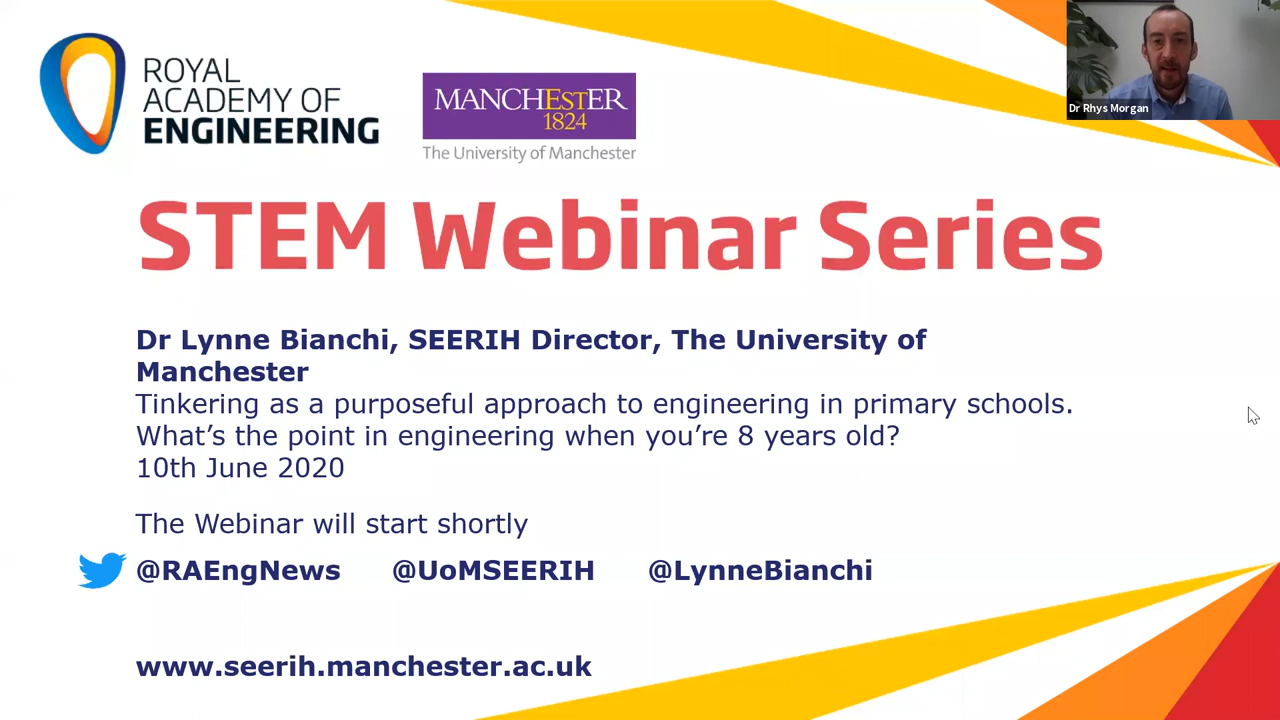 ROYAL
ACADEMY OF
ENGINEERING
MANCHESTER
1824
The University of Manchester
Dr Rhys Morgan
STEM Webinar Series
Dr Lynne Bianchi, SEERIH Director, The University of
Manchester
Tinkering as a purposeful approach to engineering in primary schools.
What’s the point in engineering when you’re 8 years old?
10th June 2020
The Webinar will start shortly
@RAEngNews @UoMSEERIH @LynneBianchi
www.seerih.manchester.ac.uk